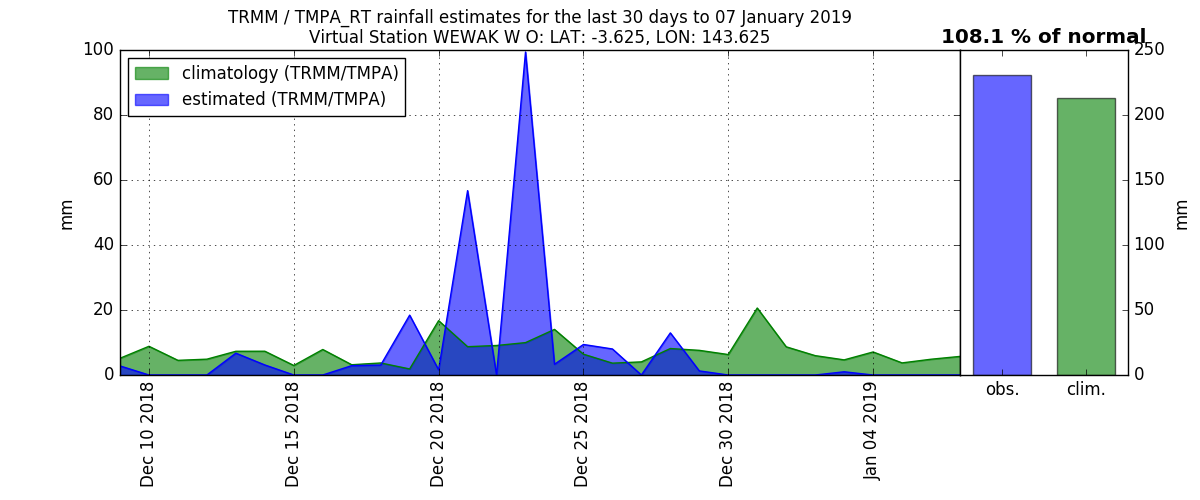 TRMM / TMPA_RT rainfall estimates for the last 30 days to 07 January 2019
Virtual Station WEWAK W O: LAT: -3.625, LON: 143.625
108.1 % of normal
climatology (TRMM/TMPA)
estimated (TRMM/TMPA)
mm
100
80
60
40
20
0
Dec 10 2018
Dec 15 2018
Dec 20 2018
Dec 25 2018
Dec 30 2018
Jan 04 2019
obs.
clim.
250
200
150
100
50
0
mm